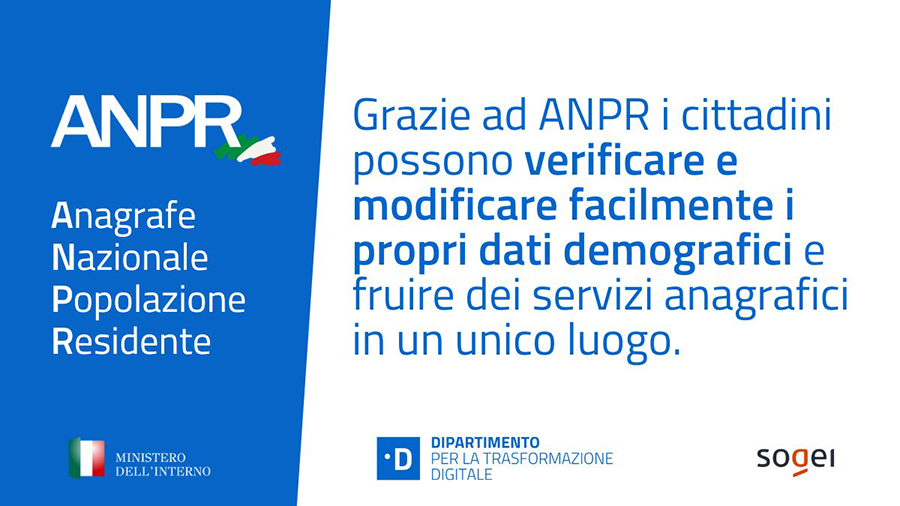 ANPR
Anagrafe
Nazionale
Popolazione
Residente
MINISTERO
DELL'INTERNO
Grazie ad ANPR i cittadini
possono verificare e
modificare facilmente i
propri dati demografici e
fruire dei servizi anagrafici
in un unico luogo.
·D
DIPARTIMENTO
PER LA TRASFORMAZIONE
DIGITALE
sogei